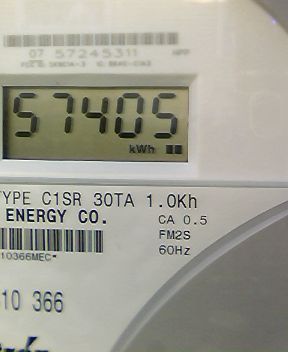 07 57245311
57405
kWh
TYPE C1SR 30TA 1.0Kh
ENERGY CO.
CA 0.5
FM2S
60Hz
10366MEC*
10 366